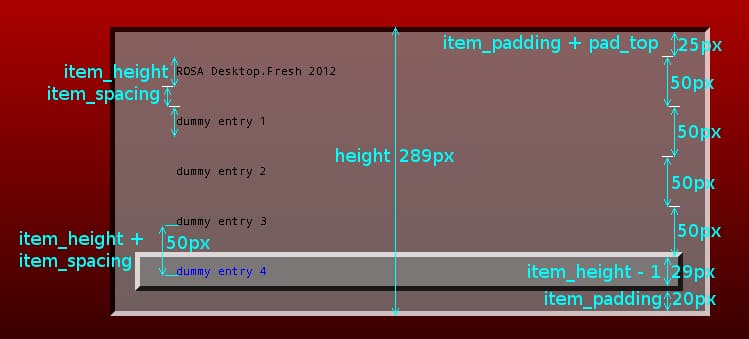 item_padding + pad_top 25px
item_height ROSA Desktop.Fresh 2012
50px
item_spacing
dummy entry 1
50px
height 289px
dummy entry 2
50px
dummy entry 3
50px
item_height +
50px
item_spacing
dummy entry 4
item_height - 1 29px
item_padding 20px